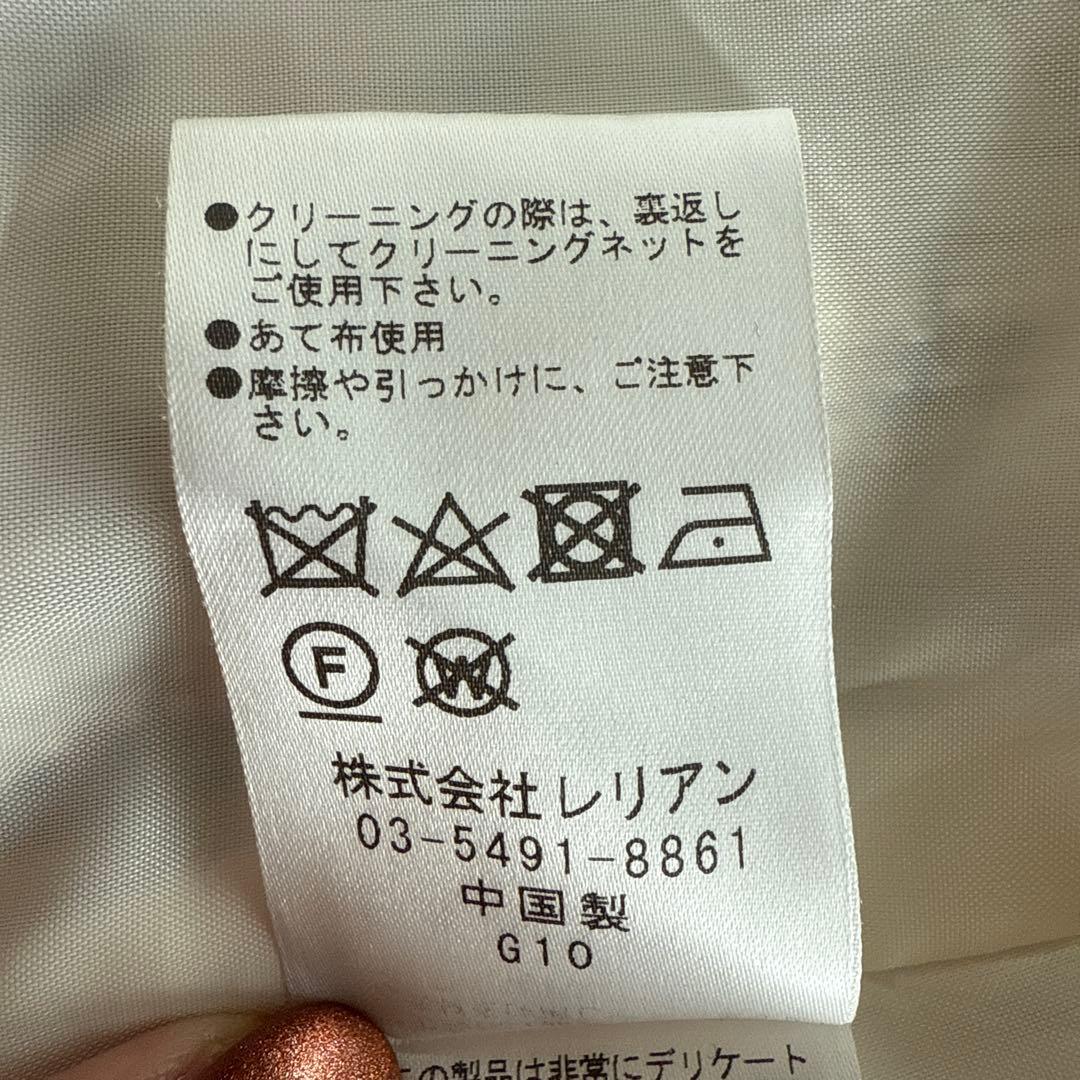 ●クリーニングの際は、裏返し
にしてクリーニングネットを
ご使用下さい。
●あて布使用
●摩擦や引っかけに、ご注意下
さい。
F W
株式会社レリアン
03-5491-8861
中国製
G10
の製品は非常にデリケート